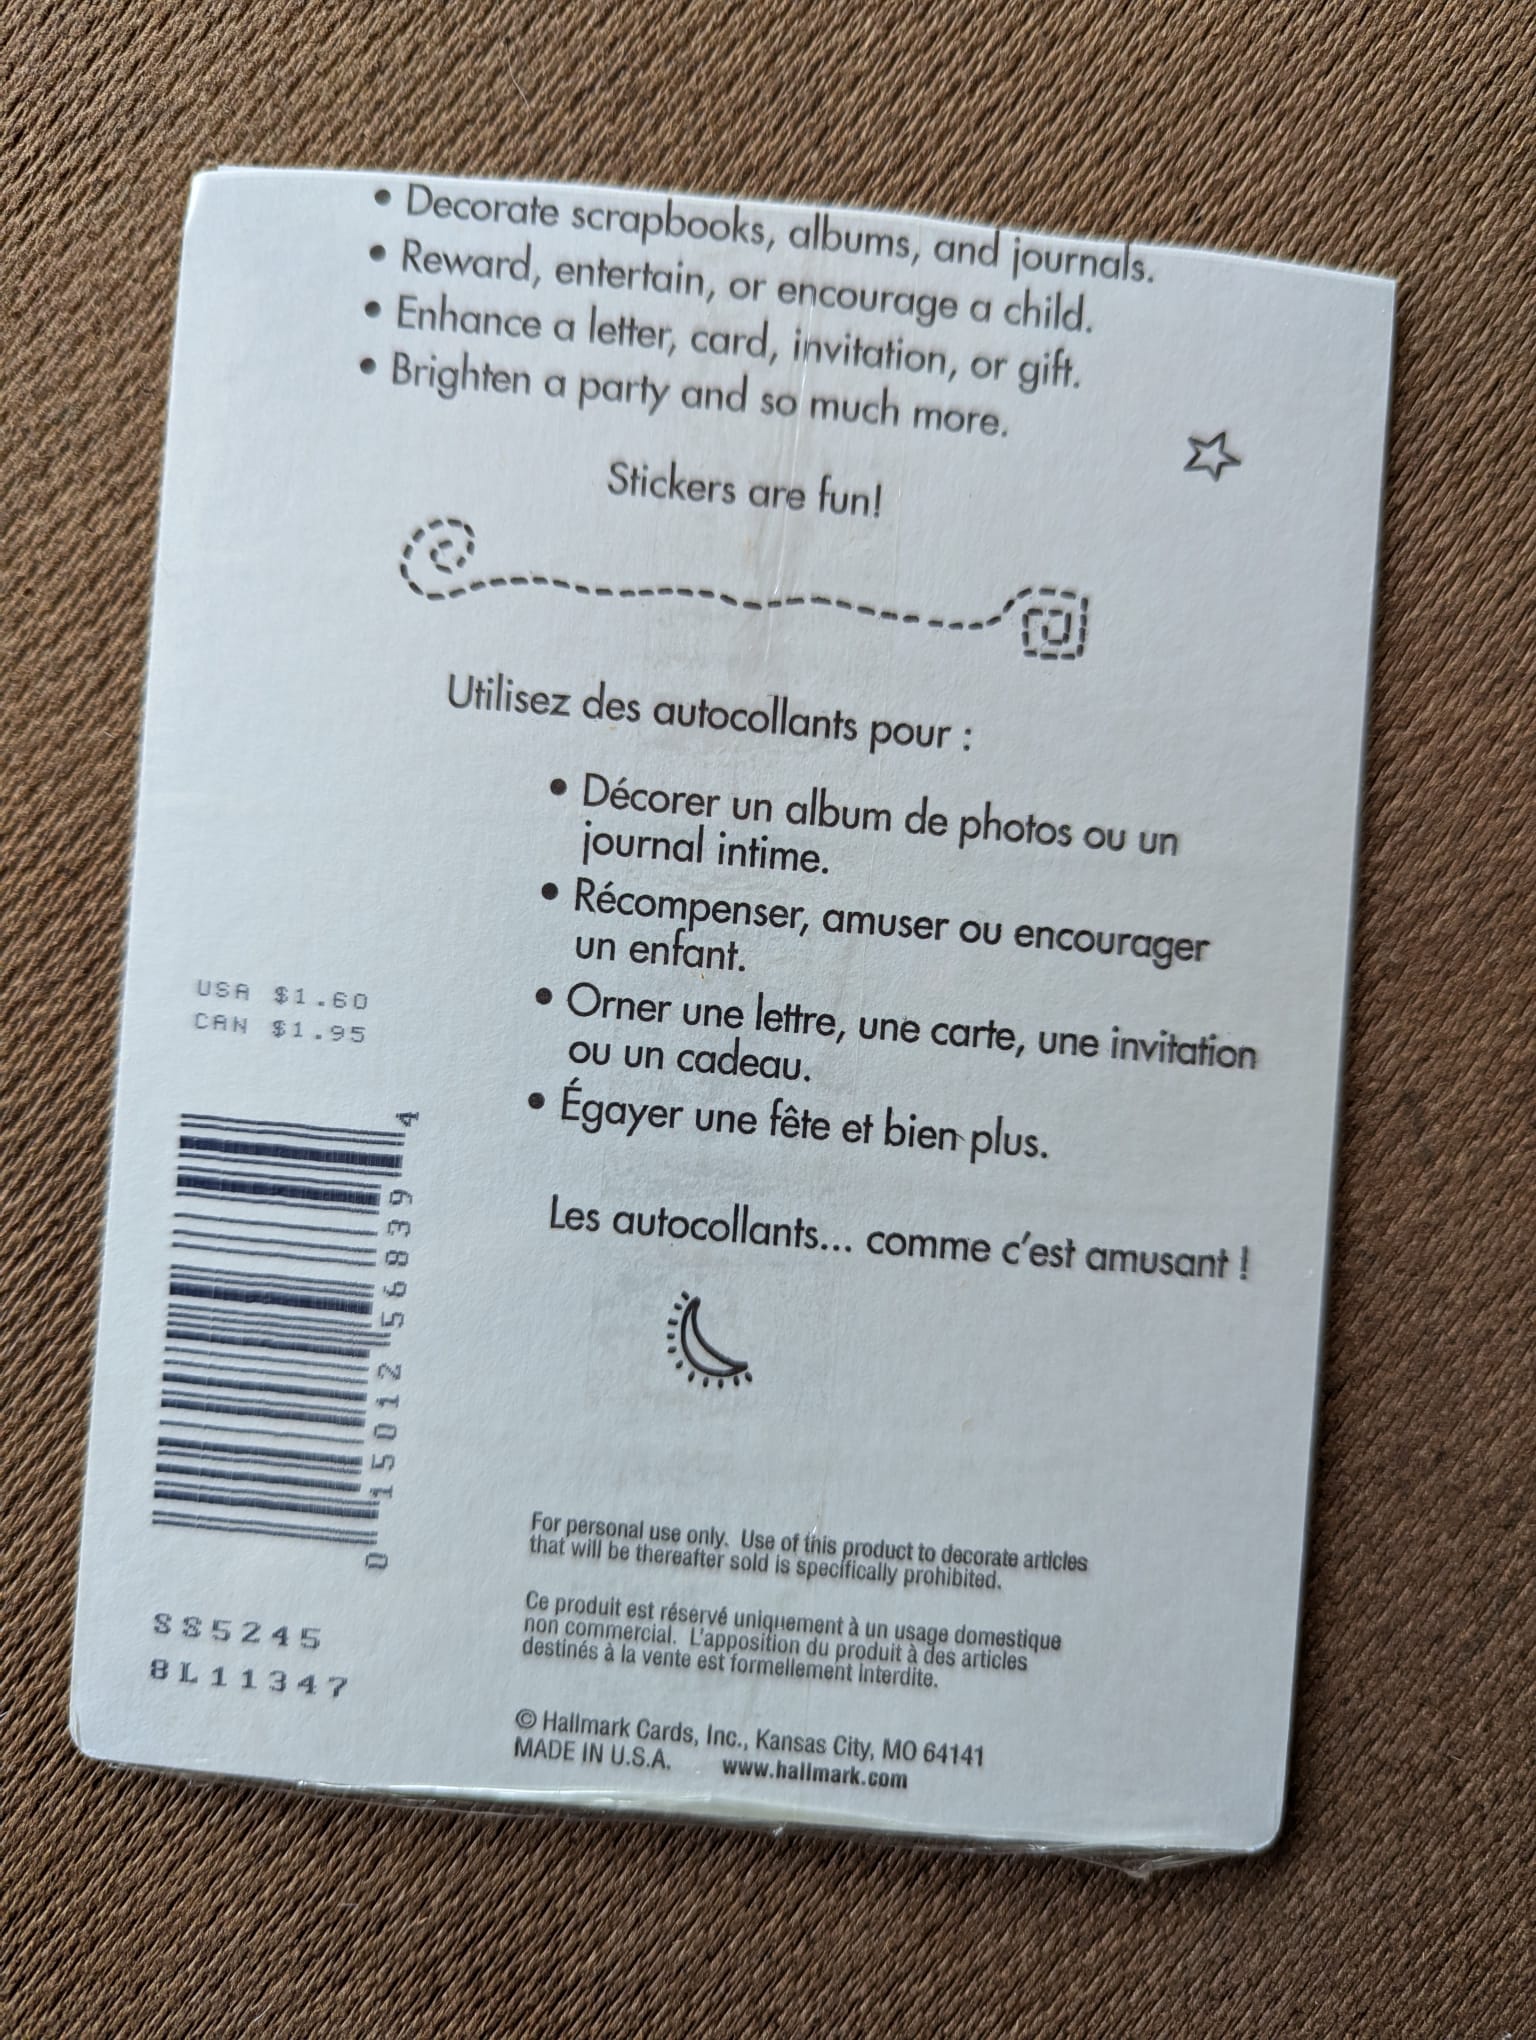 • Decorate scrapbooks, albums, and journals.
• Reward, entertain, or encourage a child.
• Enhance a letter, card, invitation, or gift.
• Brighten a party and so much more.
Stickers are fun!
Utilisez des autocollants pour :
• Décorer un album de photos ou un
journal intime.
• Récompenser, amuser ou encourager
un enfant.
• Orner une lettre, une carte, une invitation
ou un cadeau.
• Égayer une fête et bien plus.
Les autocollants... comme c'est amusant !
USA $1.60
CAN $1.95
0 15012 56839 4
SS5245
8L11347
For personal use only. Use of this product to decorate articles
that will be thereafter sold is specifically prohibited.
Ce produit est réservé uniquement à un usage domestique
non commercial. L'apposition du produit à des articles
destinés à la vente est formellement interdite.
© Hallmark Cards, Inc., Kansas City, MO 64141
MADE IN U.S.A. www.hallmark.com